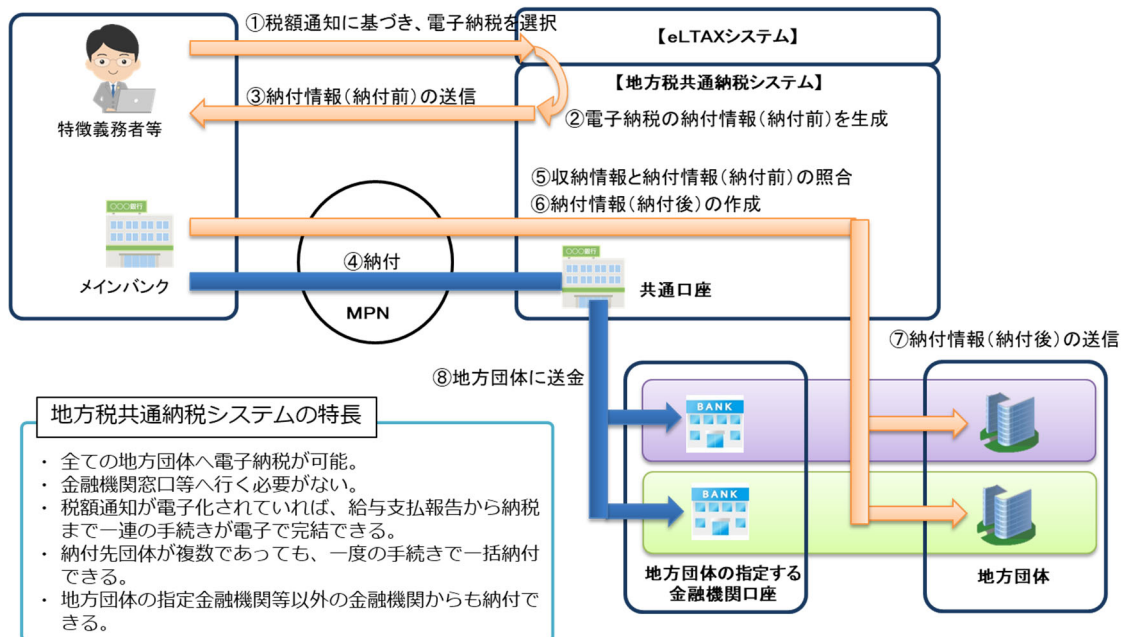 ①税額通知に基づき、電子納税を選択
【eLTAXシステム】
【地方税共通納税システム】
③納付情報（納付前）の送信
②電子納税の納付情報（納付前）を生成
特徴義務者等
⑤収納情報と納付情報（納付前）の照合
⑥納付情報（納付後）の作成
〇〇〇銀行
④納付
〇〇〇銀行
メインバンク
共通口座
MPN
⑦納付情報（納付後）の送信
⑧地方団体に送金
BANK
BANK
地方団体の指定する
金融機関口座
地方団体
地方税共通納税システムの特長
・ 全ての地方団体へ電子納税が可能。
・ 金融機関窓口等へ行く必要がない。
・ 税額通知が電子化されていれば、給与支払報告から納税
まで一連の手続きが電子で完結できる。
・ 納付先団体が複数であっても、一度の手続きで一括納付
できる。
・ 地方団体の指定金融機関等以外の金融機関からも納付で
きる。